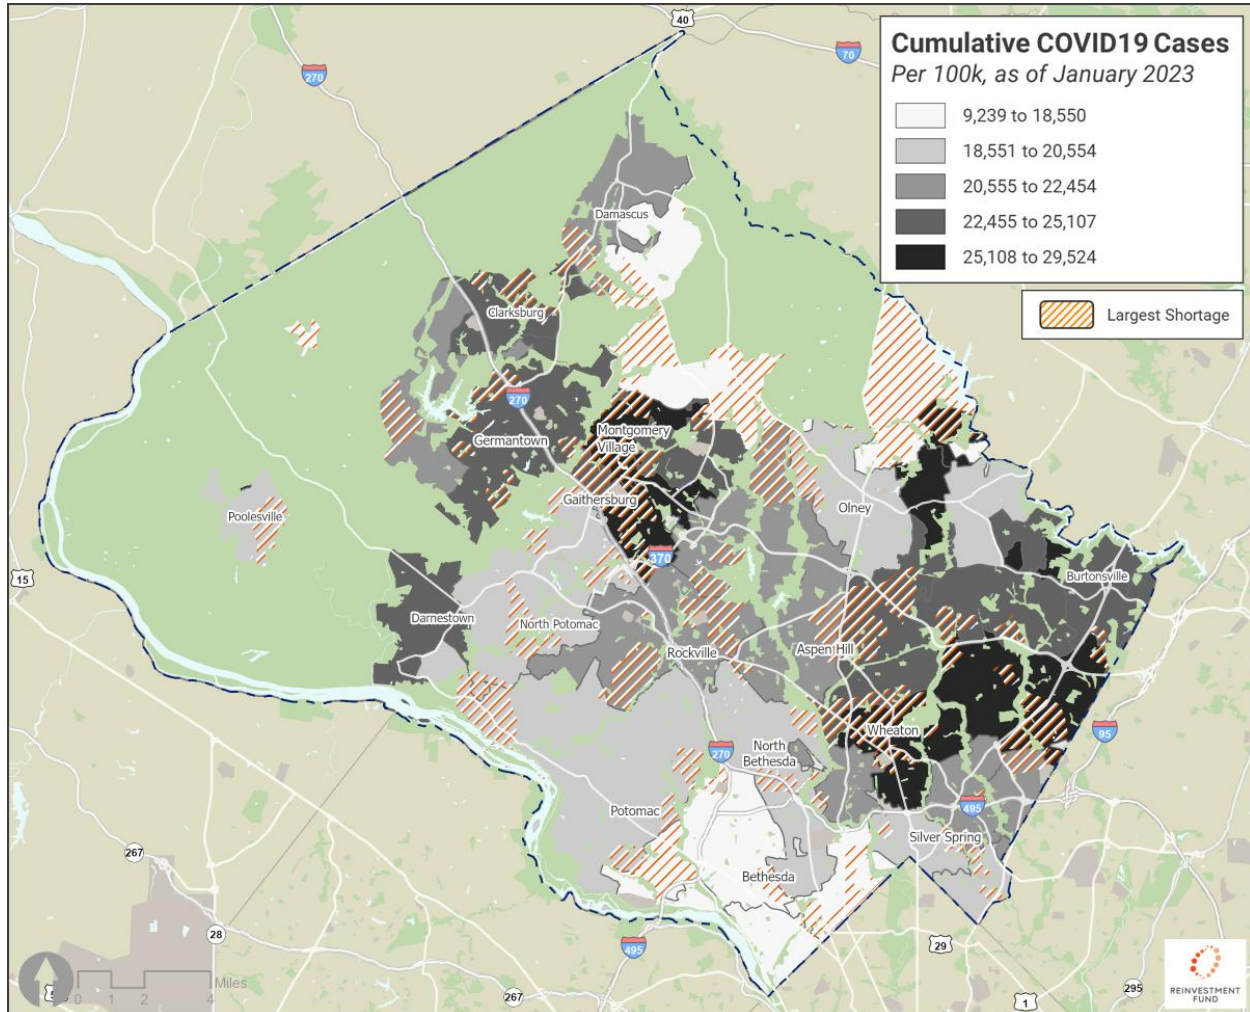 Cumulative COVID19 Cases
Per 100k, as of January 2023
9,239 to 18,550
18,551 to 20,554
20,555 to 22,454
22,455 to 25,107
25,108 to 29,524
Largest Shortage
40
270
70
Damascus
Clarksburg
270
Germantown
Montgomery
Village
Gaithersburg
Olney
Poolesville
370
15
Burtonsville
Darnestown
North Potomac
Rockville
Aspen Hill
Wheaton
95
270
North
Bethesda
Potomac
495
Silver Spring
267
Bethesda
28
495
29
Miles
0 2 4
267
1
295
REINVESTMENT
FUND